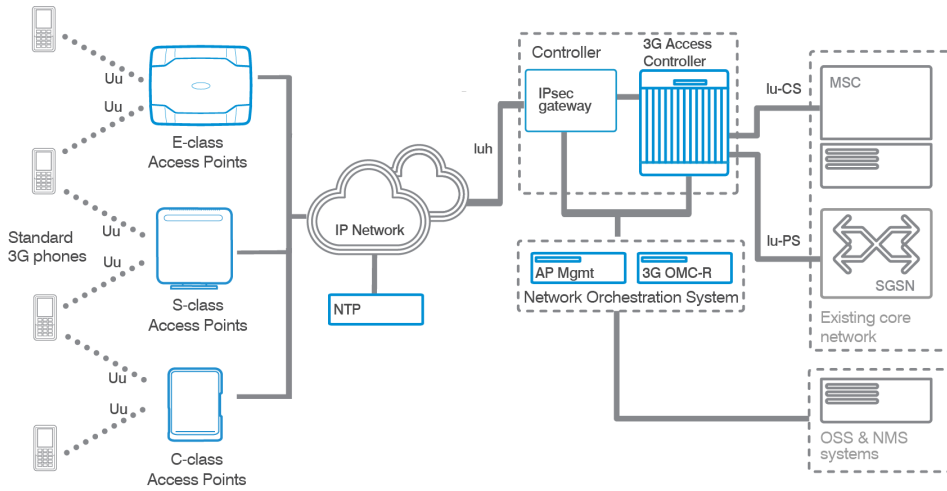 Uu
Uu
E-class
Access Points
Standard
3G phones
Uu
Uu
S-class
Access Points
Uu
Uu
C-class
Access Points
IP Network
NTP
Iuh
Controller
IPsec
gateway
3G Access
Controller
AP Mgmt
3G OMC-R
Network Orchestration System
Iu-CS
Iu-PS
MSC
SGSN
Existing core
network
OSS & NMS
systems